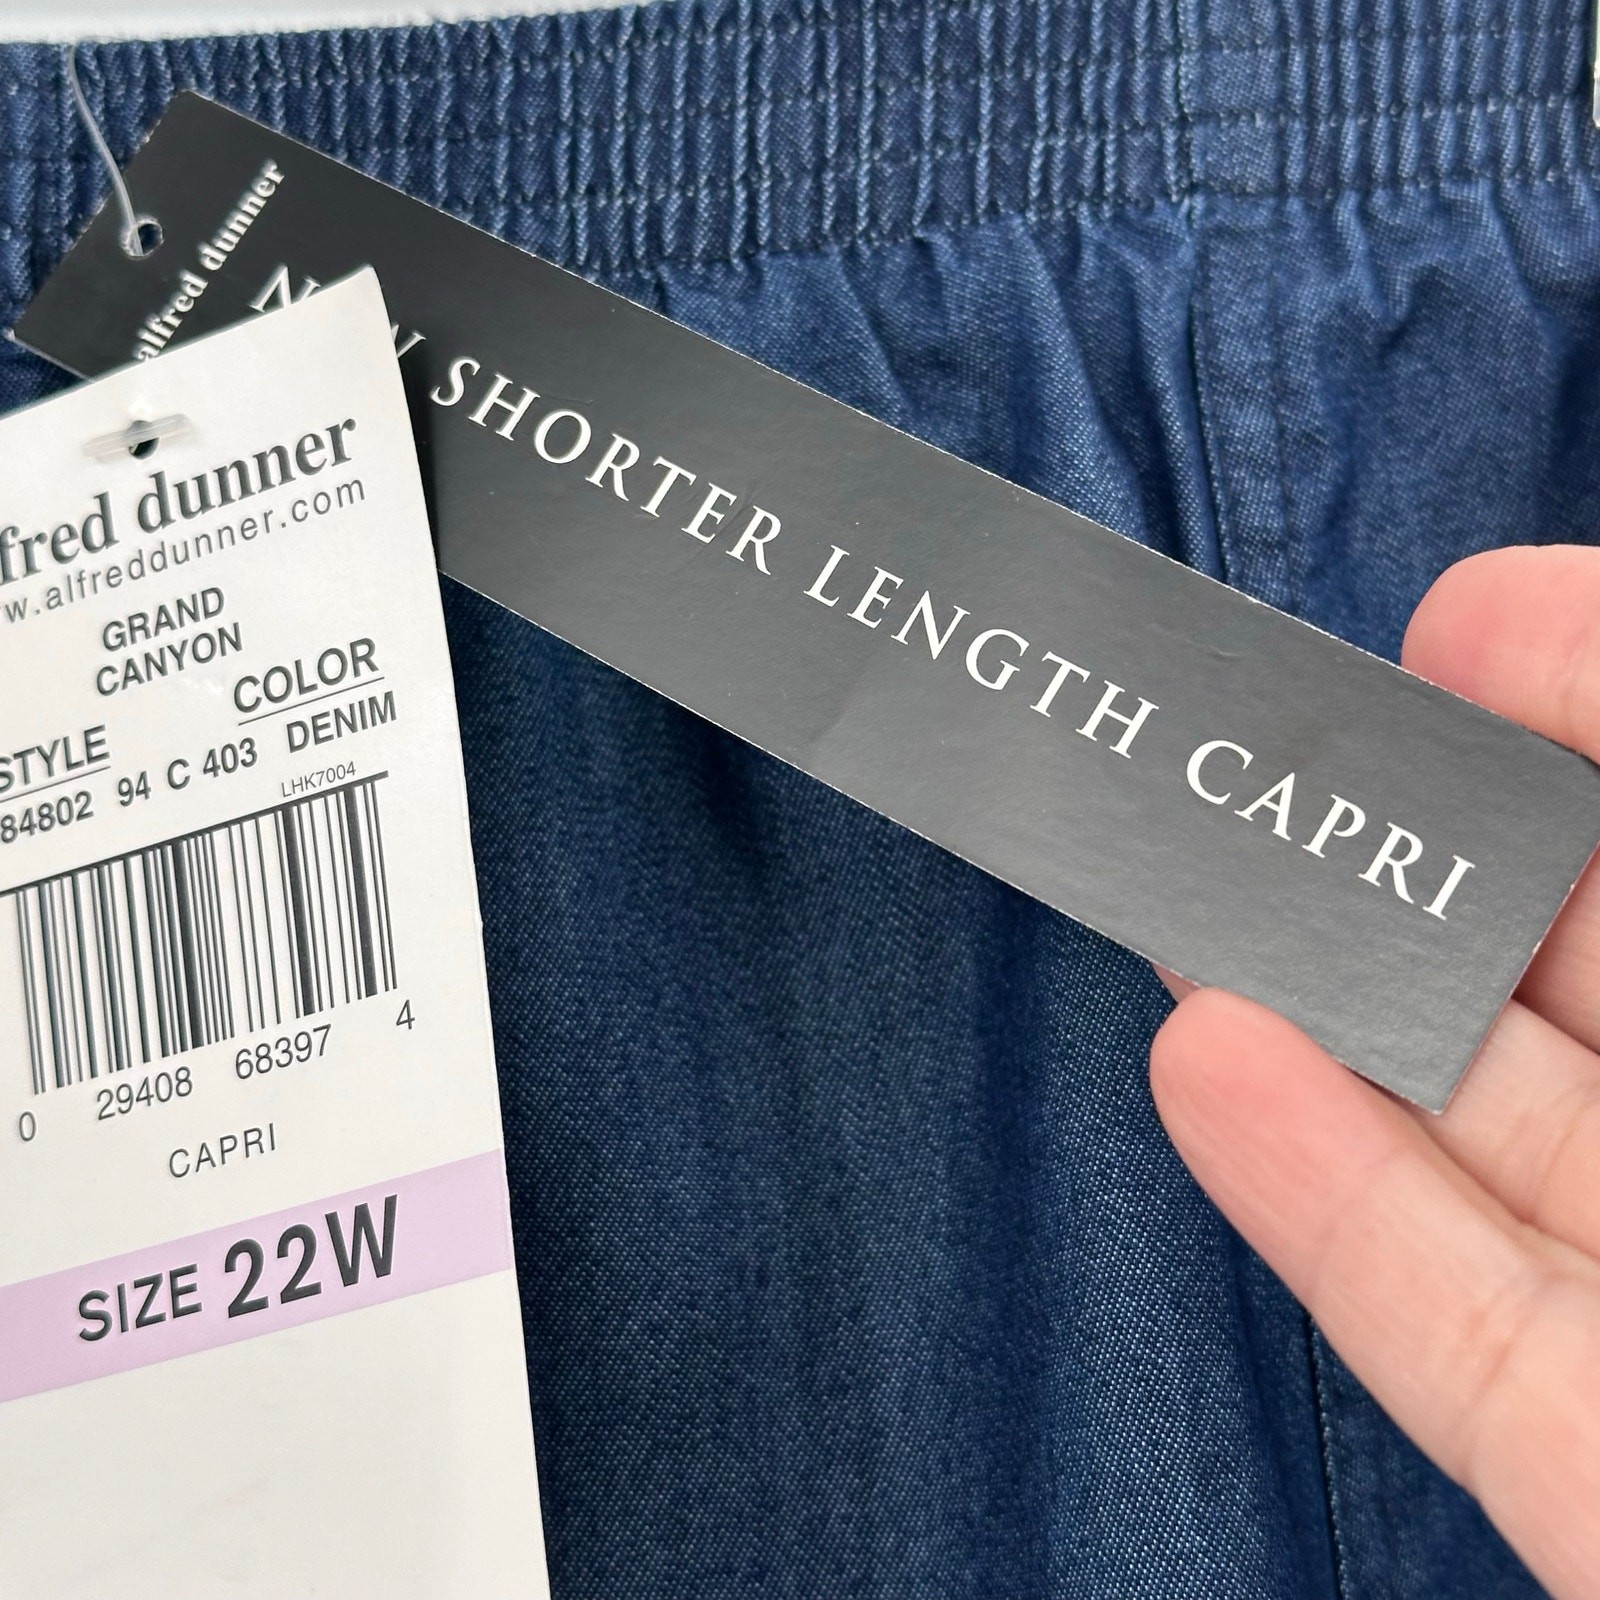 alfred dunner
SHORTER LENGTH CAPRI
fred dunner
w.alfreddunner.com
GRAND
CANYON
STYLE COLOR
84802 94 C 403 DENIM
LHK7004
0 29408 68397 4
CAPRI
SIZE 22W